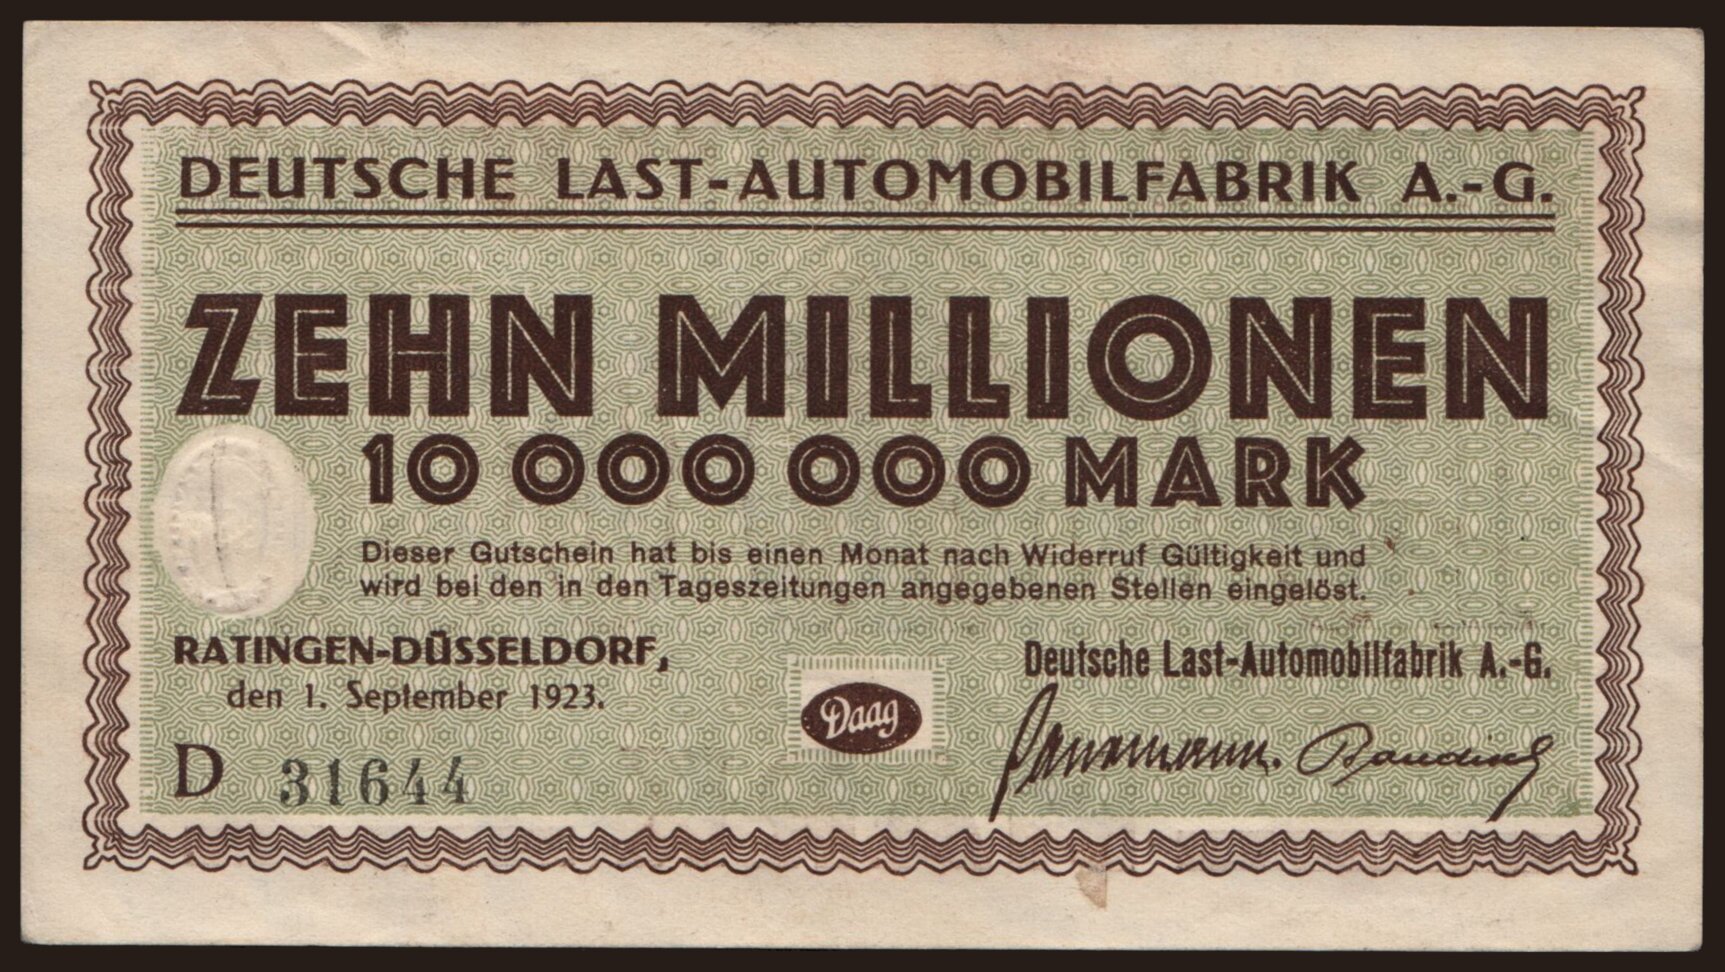 DEUTSCHE LAST-AUTOMOBILFABRIK A.-G.
ZEHN MILLIONEN
10 000 000 MARK
Dieser Gutschein hat bis einen Monat nach Widerruf Gültigkeit und
wird bei den in den Tageszeitungen angegebenen Stellen eingelöst.
RATINGEN-DÜSSELDORF,
den 1. September 1923.
Deutsche Last-Automobilfabrik A.-G.
Daag
D 31644